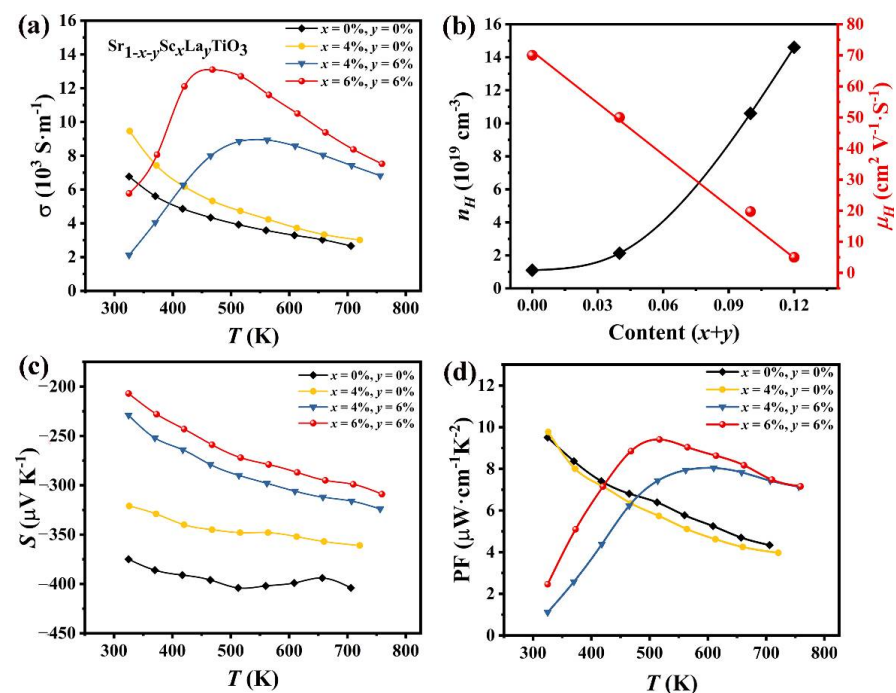 (a)
Sr1-x-yScxLayTiO3
x = 0%, y = 0%
x = 4%, y = 0%
x = 4%, y = 6%
x = 6%, y = 6%
16
14
12
10
8
6
4
2
0
σ (10³ S·m⁻¹)
300 400 500 600 700 800
T (K)
(b)
16
14
12
10
8
6
4
2
0
nH (10¹⁹ cm⁻³)
80
70
60
50
40
30
20
10
0
μH (cm² V⁻¹·S⁻¹)
0.00 0.03 0.06 0.09 0.12
Content (x+y)
(c)
x = 0%, y = 0%
x = 4%, y = 0%
x = 4%, y = 6%
x = 6%, y = 6%
−200
−250
−300
−350
−400
−450
S (μV K⁻¹)
300 400 500 600 700 800
T (K)
(d)
x = 0%, y = 0%
x = 4%, y = 0%
x = 4%, y = 6%
x = 6%, y = 6%
12
10
8
6
4
2
0
PF (μW·cm⁻¹K⁻²)
300 400 500 600 700 800
T (K)